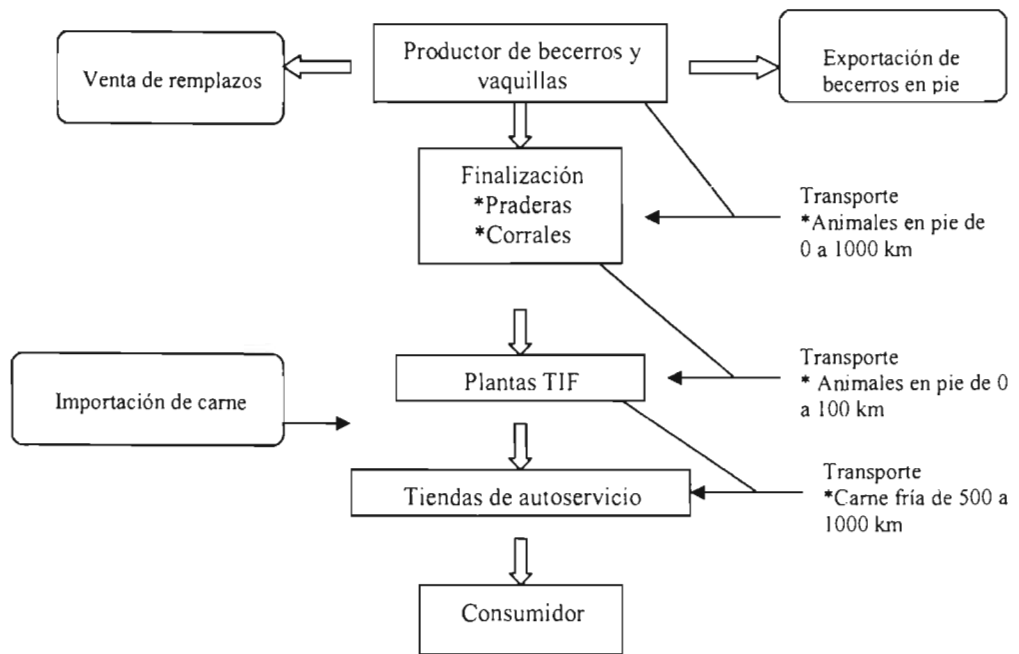 Venta de remplazos
Productor de becerros y
vaquillas
Exportación de
becerros en pie
Finalización
*Praderas
*Corrales
Transporte
*Animales en pie de
0 a 1000 km
Importación de carne
Plantas TIF
Transporte
* Animales en pie de 0
a 100 km
Tiendas de autoservicio
Transporte
*Carne fría de 500 a
1000 km
Consumidor